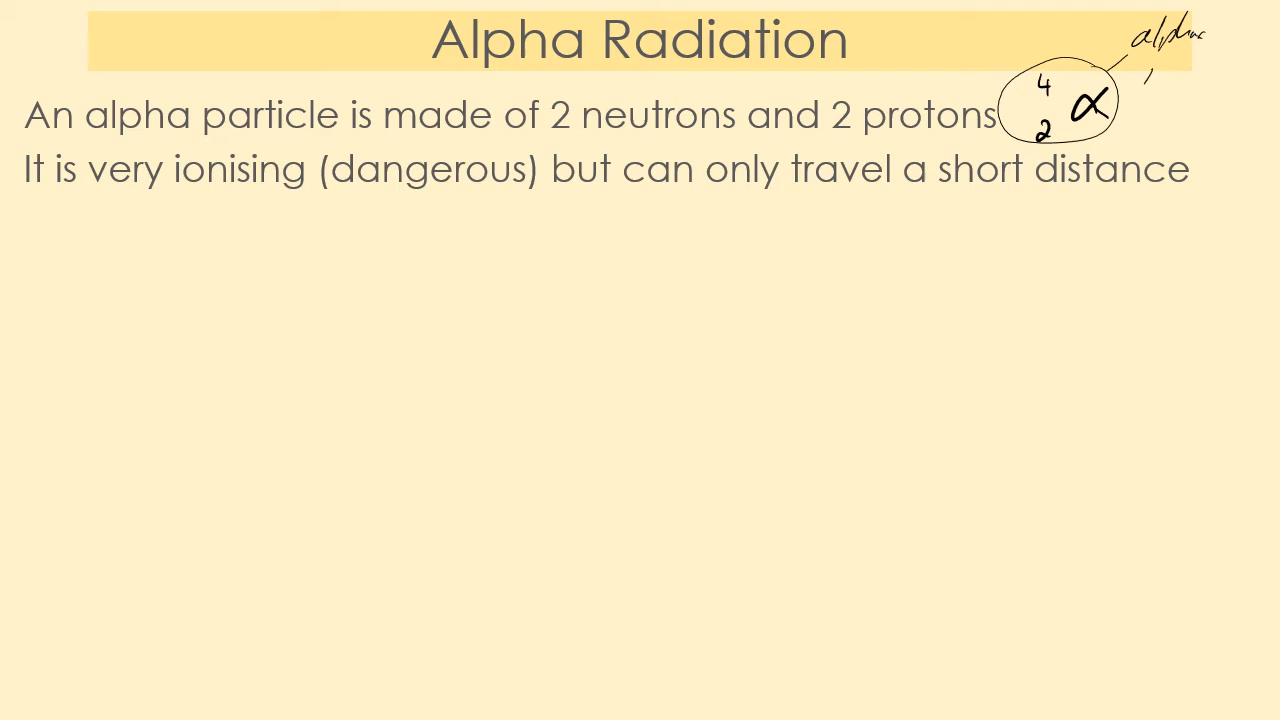 Alpha Radiation
alpha
An alpha particle is made of 2 neutrons and 2 protons
4
2 α
It is very ionising (dangerous) but can only travel a short distance